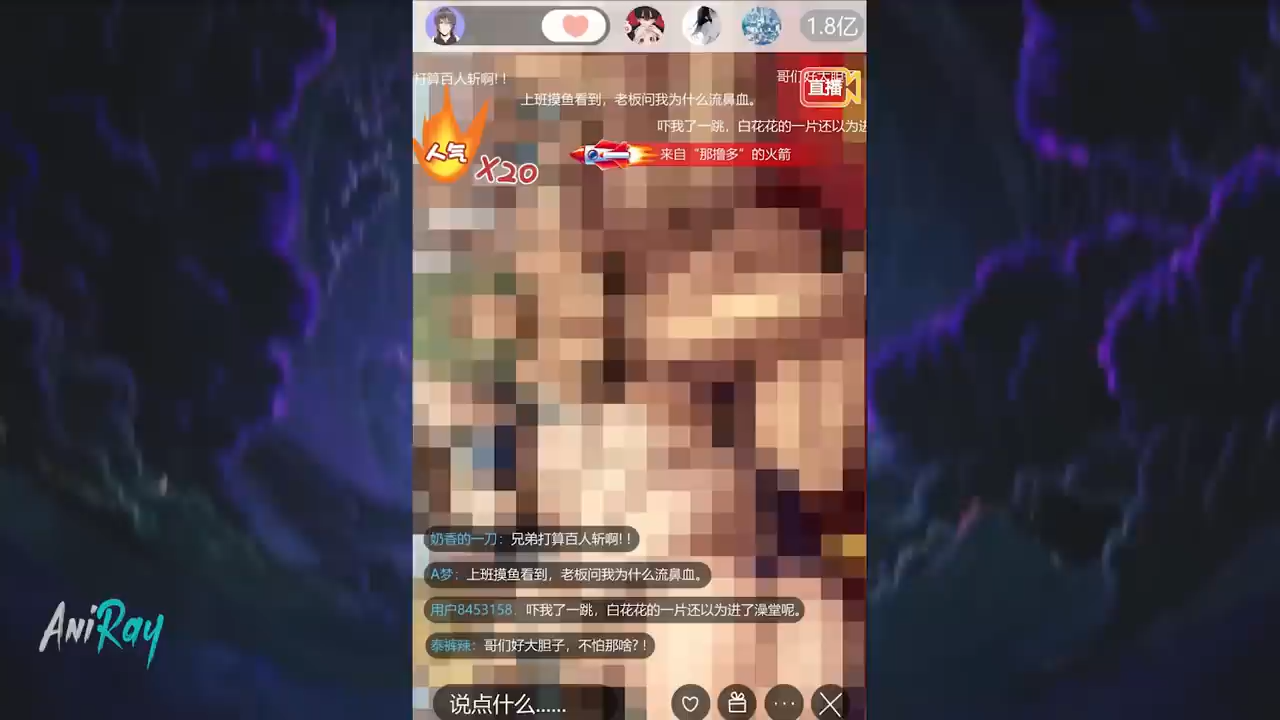 1.8亿
打算百人斩啊!!
哥们好大胆
直播
上班摸鱼看到，老板问我为什么流鼻血。
吓我了一跳，白花花的一片还以为进
人气 X20
来自“那撸多”的火箭
奶香的一刀：兄弟打算百人斩啊!!
A梦：上班摸鱼看到，老板问我为什么流鼻血。
用户8453158：吓我了一跳，白花花的一片还以为进了澡堂呢。
泰裤辣：哥们好大胆子，不怕那啥?!
说点什么......
AniRay